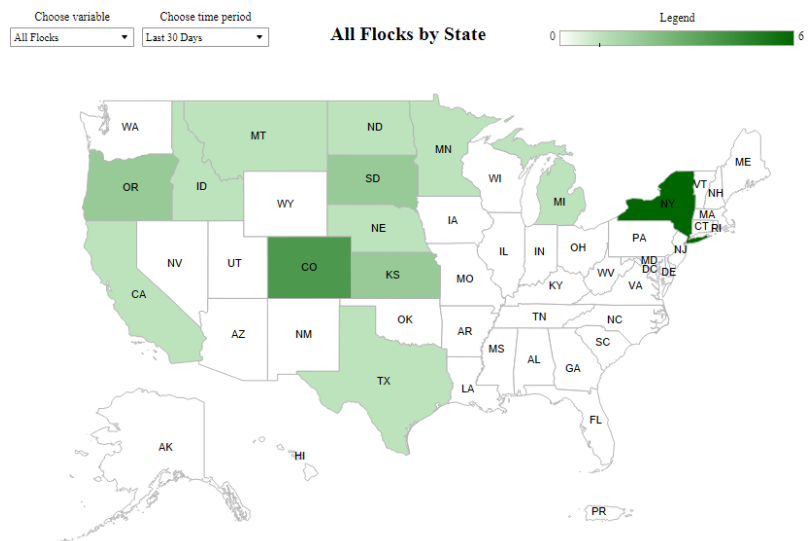 Choose variable
Choose time period
All Flocks by State
Legend
All Flocks
Last 30 Days
0
6
WA
MT
ND
MN
ME
OR
ID
SD
WI
MI
NY
VT
NH
WY
IA
MA
CT
RI
NE
PA
NJ
NV
UT
CO
KS
IL
IN
OH
MD
DC
DE
CA
MO
WV
VA
KY
AZ
NM
OK
AR
TN
NC
SC
TX
LA
MS
AL
GA
FL
AK
HI
PR